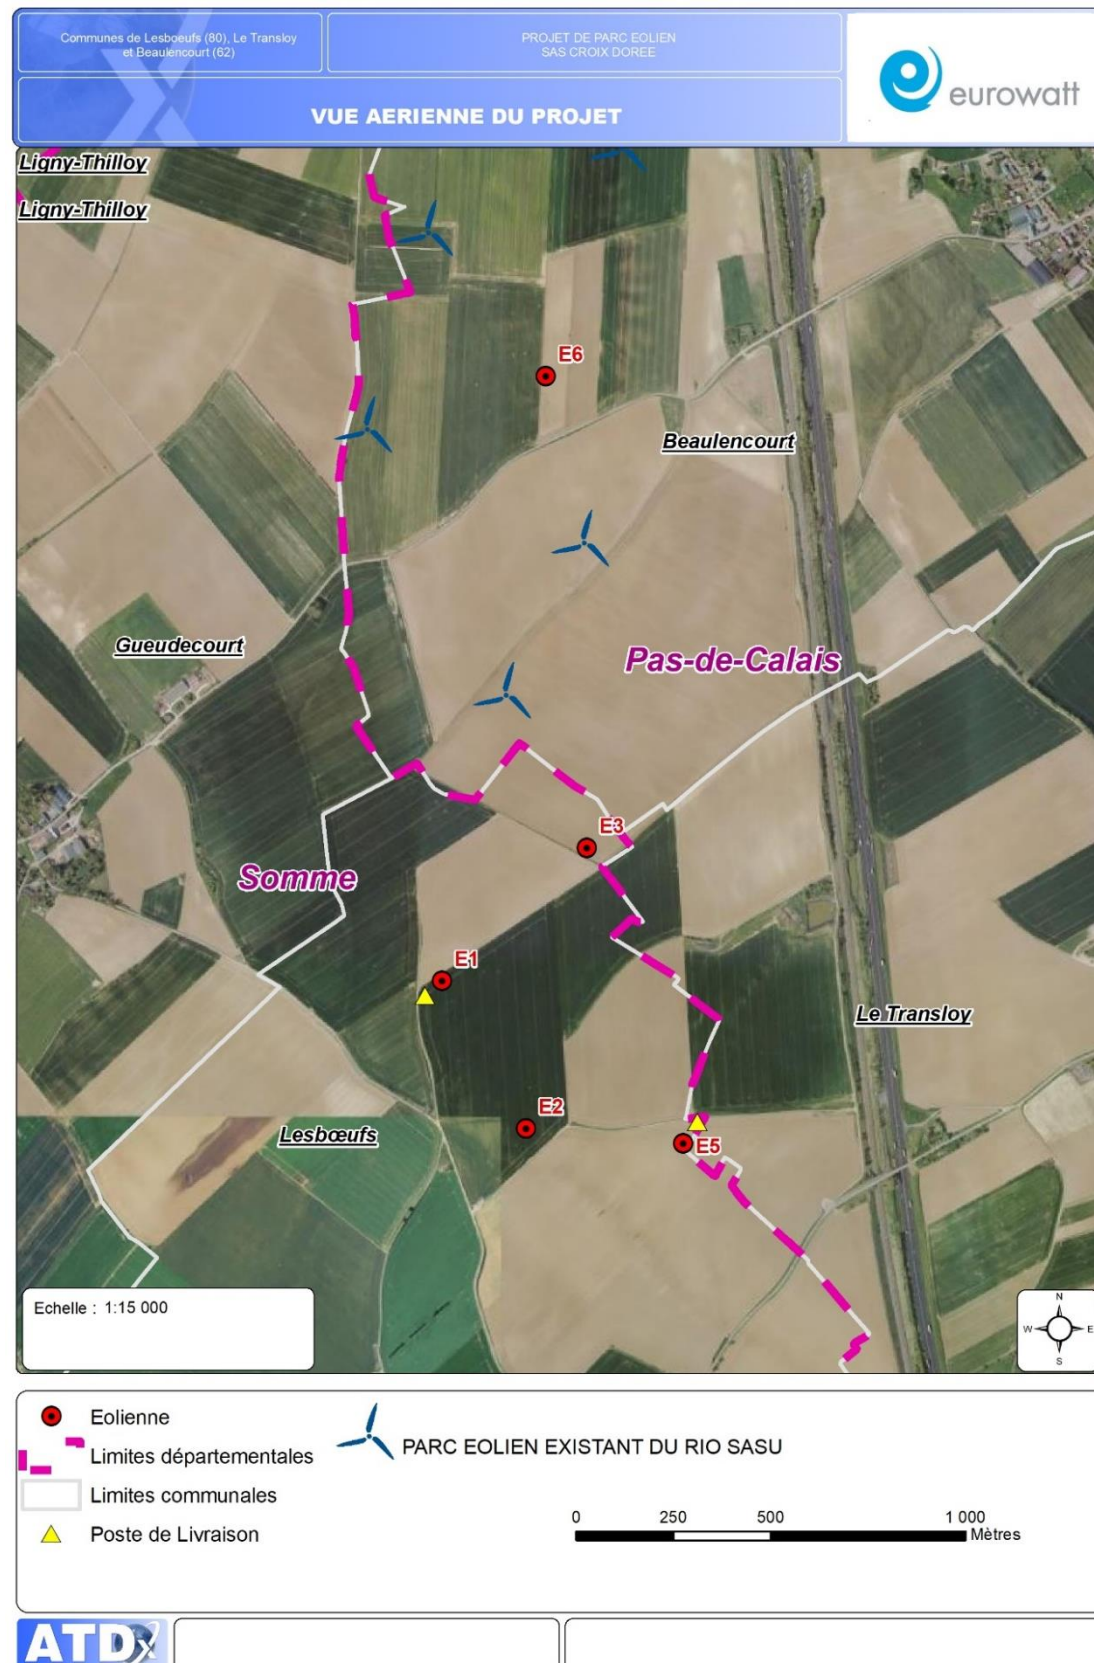 Communes de Lesboeufs (80), Le Transloy
et Beaulencourt (62)
PROJET DE PARC EOLIEN
SAS CROIX DOREE
VUE AERIENNE DU PROJET
eurowatt
Ligny-Thilloy
Ligny-Thilloy
E6
Beaulencourt
Gueudecourt
Pas-de-Calais
E3
Somme
E1
Le Transloy
E2
Lesbœufs
E5
Echelle : 1:15 000
N
W
E
S
Eolienne
Limites départementales
Limites communales
Poste de Livraison
PARC EOLIEN EXISTANT DU RIO SASU
0 250 500 1 000
Mètres
ATDx